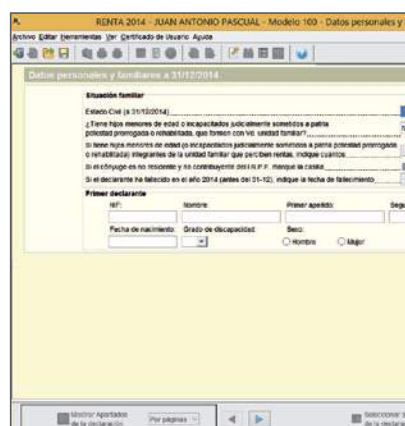 RENTA 2014 - JUAN ANTONIO PASCUAL - Modelo 100 - Datos personales y
Archivo Editar Herramientas Ver Certificado de Usuario Ayuda
Datos personales y familiares a 31/12/2014
Situación familiar
Estado Civil (a 31/12/2014)
¿Tiene hijos menores de edad o incapacitados judicialmente sometidos a patria
potestad prorrogada o rehabilitada, que formen con Vd. unidad familiar?
Si tiene hijos menores de edad (o incapacitados judicialmente sometidos a patria potestad prorrogada
o rehabilitada) integrantes de la unidad familiar que perciben rentas, indique cuántos
Si el cónyuge es no residente y no contribuyente del I.R.P.F. marque la casilla
Si el declarante ha fallecido en el año 2014 (antes del 31-12), indique la fecha de fallecimiento
Primer declarante
NIF: Nombre: Primer apellido: Segu
Fecha de nacimiento: Grado de discapacidad: Sexo:
Hombre Mujer
Mostrar Apartados Por páginas Seleccionar
de la declaración de la declara